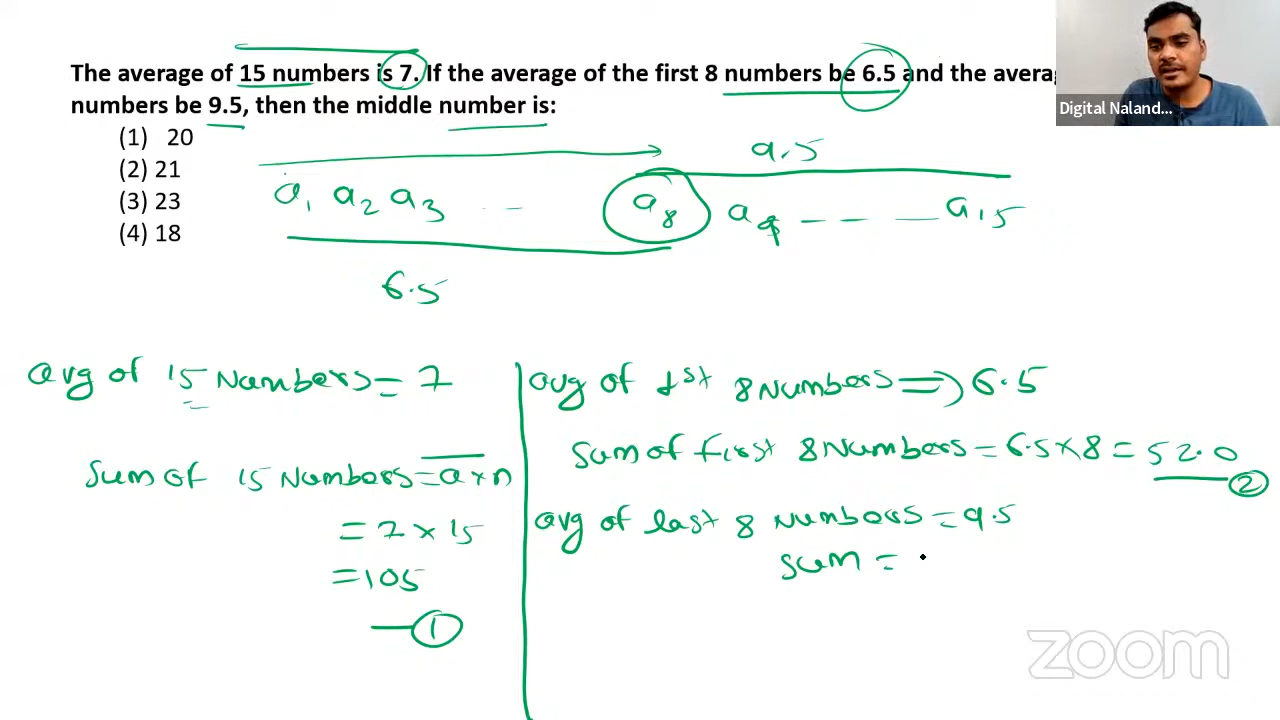 The average of 15 numbers is 7. If the average of the first 8 numbers be 6.5 and the avera
numbers be 9.5, then the middle number is:
(1) 20
(2) 21
(3) 23
(4) 18
Digital Naland...
9.5
a1 a2 a3 -- a8 a9 ---- a15
6.5
avg of 15 Numbers = 7
Sum of 15 Numbers = a x n
= 7 x 15
= 105
1
avg of 1st 8 Numbers => 6.5
Sum of first 8 Numbers = 6.5 x 8 = 52.0
2
avg of last 8 numbers = 9.5
Sum =
zoom